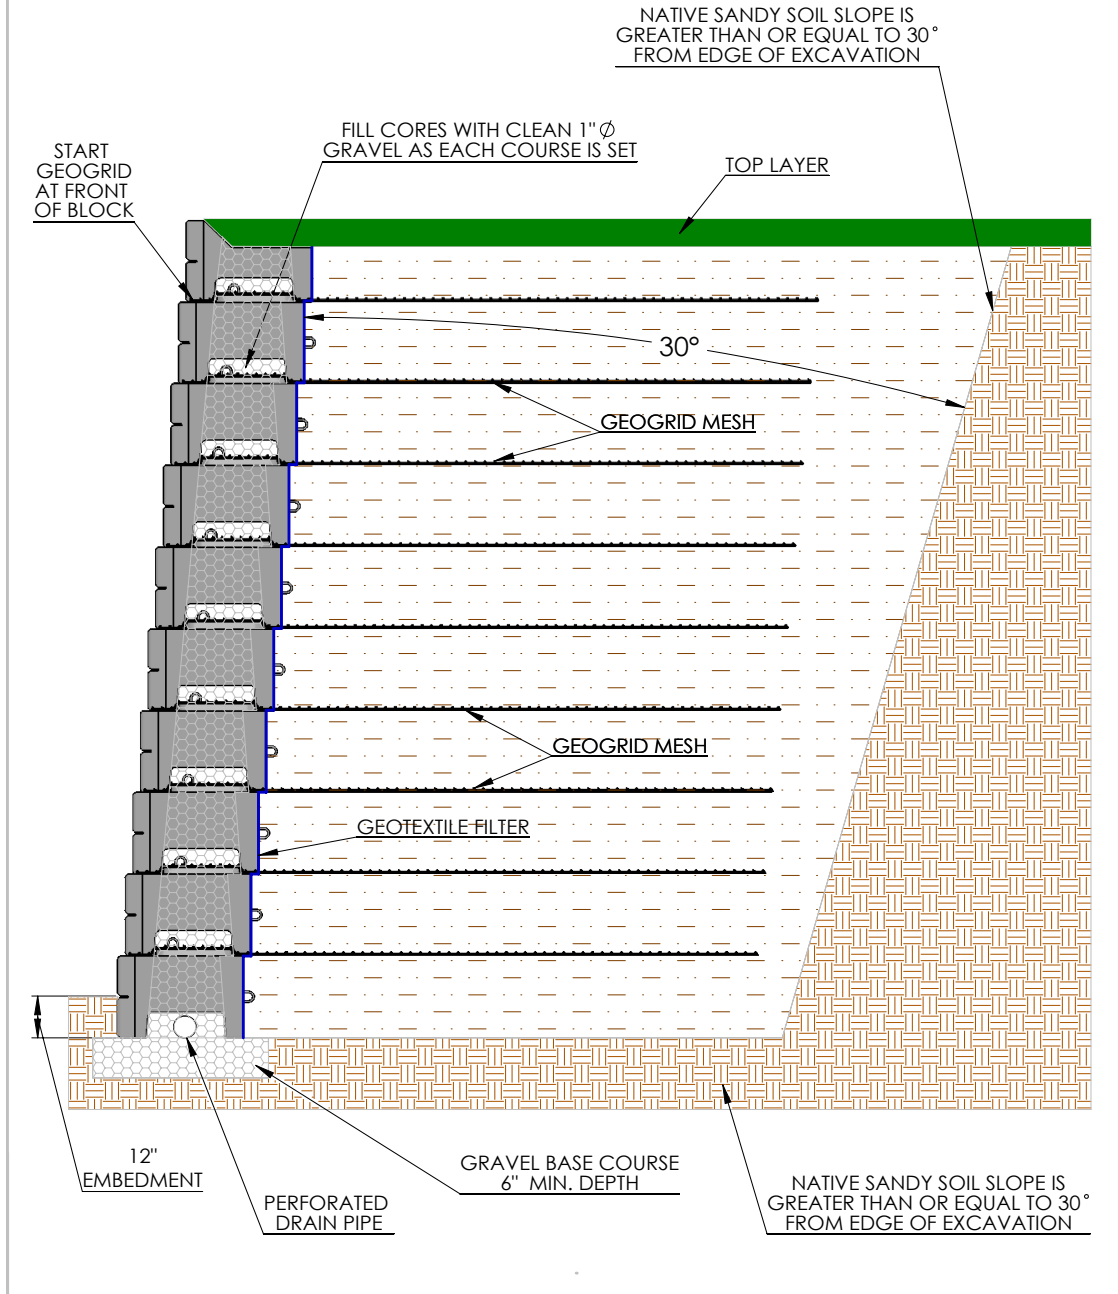 NATIVE SANDY SOIL SLOPE IS
GREATER THAN OR EQUAL TO 30°
FROM EDGE OF EXCAVATION
FILL CORES WITH CLEAN 1" Ø
GRAVEL AS EACH COURSE IS SET
START
GEOGRID
AT FRONT
OF BLOCK
TOP LAYER
30°
GEOGRID MESH
GEOGRID MESH
GEOTEXTILE FILTER
12"
EMBEDMENT
PERFORATED
DRAIN PIPE
GRAVEL BASE COURSE
6" MIN. DEPTH
NATIVE SANDY SOIL SLOPE IS
GREATER THAN OR EQUAL TO 30°
FROM EDGE OF EXCAVATION